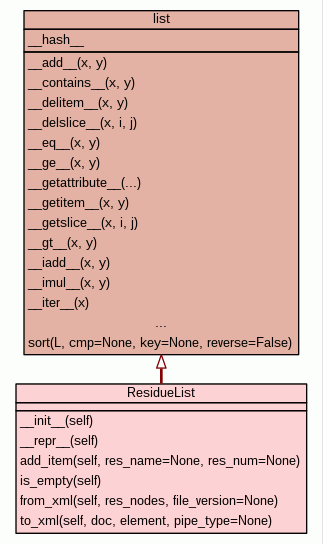 list
__hash__
__add__(x, y)
__contains__(x, y)
__delitem__(x, y)
__delslice__(x, i, j)
__eq__(x, y)
__ge__(x, y)
__getattribute__(...)
__getitem__(x, y)
__getslice__(x, i, j)
__gt__(x, y)
__iadd__(x, y)
__imul__(x, y)
__iter__(x)
...
sort(L, cmp=None, key=None, reverse=False)
ResidueList
__init__(self)
__repr__(self)
add_item(self, res_name=None, res_num=None)
is_empty(self)
from_xml(self, res_nodes, file_version=None)
to_xml(self, doc, element, pipe_type=None)